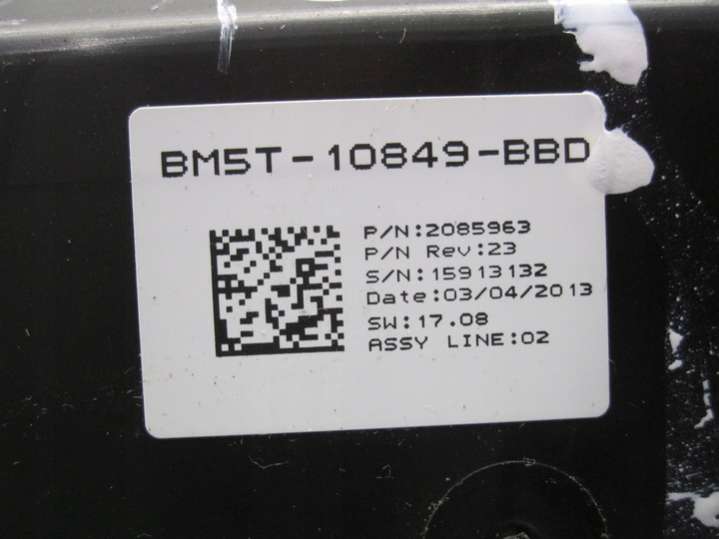 BM5T-10849-BBD
P/N:2085963
P/N Rev:23
S/N:15913132
Date:03/04/2013
SW:17.08
ASSY LINE:02